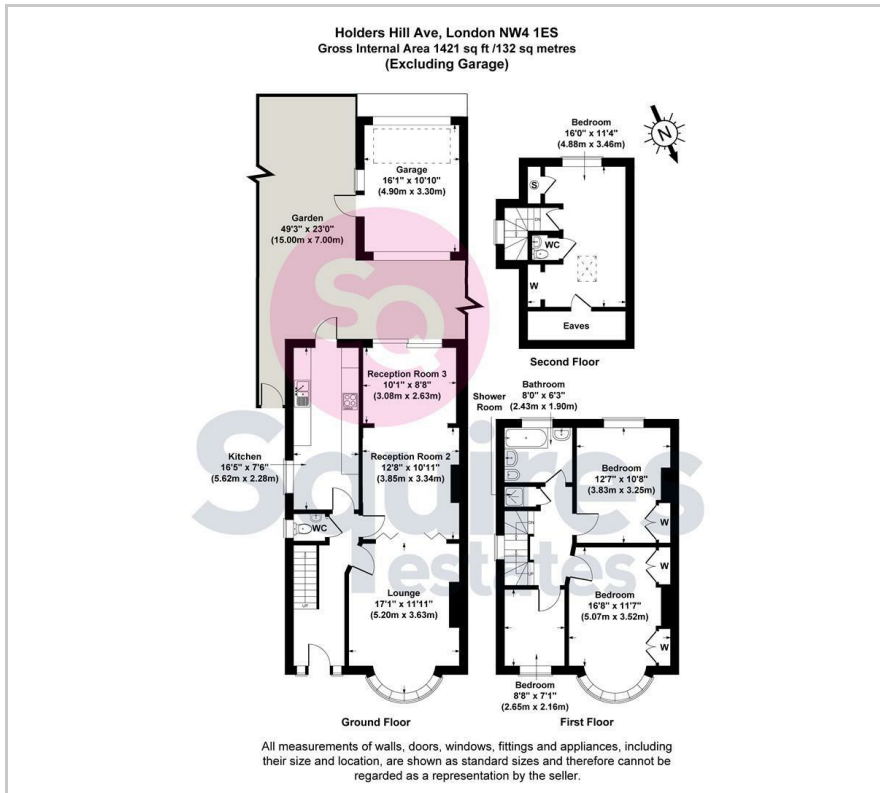 Holders Hill Ave, London NW4 1ES
Gross Internal Area 1421 sq ft /132 sq metres
(Excluding Garage)
Garage
16'1" x 10'10"
(4.90m x 3.30m)
Garden
49'3" x 23'0"
(15.00m x 7.00m)
N
Bedroom
16'0" x 11'4"
(4.88m x 3.46m)
S
DN
WC
W
Eaves
Second Floor
SQ
Squires
estates
Reception Room 3
10'1" x 8'8"
(3.08m x 2.63m)
Kitchen
16'5" x 7'6"
(5.62m x 2.28m)
Reception Room 2
12'8" x 10'11"
(3.85m x 3.34m)
WC
UP
Lounge
17'1" x 11'11"
(5.20m x 3.63m)
Ground Floor
Shower
Room
Bathroom
8'0" x 6'3"
(2.43m x 1.90m)
Bedroom
12'7" x 10'8"
(3.83m x 3.25m)
W
W
Bedroom
16'8" x 11'7"
(5.07m x 3.52m)
W
Bedroom
8'8" x 7'1"
(2.65m x 2.16m)
First Floor
All measurements of walls, doors, windows, fittings and appliances, including
their size and location, are shown as standard sizes and therefore cannot be
regarded as a representation by the seller.